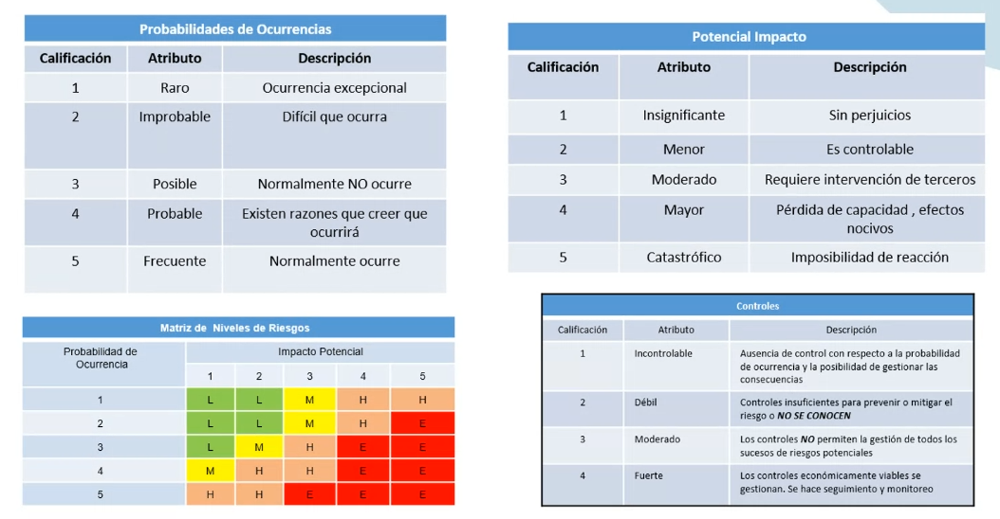 Probabilidades de Ocurrencias
Calificación Atributo Descripción
1 Raro Ocurrencia excepcional
2 Improbable Difícil que ocurra
3 Posible Normalmente NO ocurre
4 Probable Existen razones que creer que
ocurrirá
5 Frecuente Normalmente ocurre
Potencial Impacto
Calificación Atributo Descripción
1 Insignificante Sin perjuicios
2 Menor Es controlable
3 Moderado Requiere intervención de terceros
4 Mayor Pérdida de capacidad , efectos
nocivos
5 Catastrófico Imposibilidad de reacción
Matriz de Niveles de Riesgos
Probabilidad de Impacto Potencial
Ocurrencia
1 2 3 4 5
1 L L M H H
2 L L M H E
3 L M H E E
4 M H H E E
5 H H E E E
Controles
Calificación Atributo Descripción
1 Incontrolable Ausencia de control con respecto a la probabilidad
de ocurrencia y la posibilidad de gestionar las
consecuencias
2 Débil Controles insuficientes para prevenir o mitigar el
riesgo o NO SE CONOCEN
3 Moderado Los controles NO permiten la gestión de todos los
sucesos de riesgos potenciales
4 Fuerte Los controles económicamente viables se
gestionan. Se hace seguimiento y monitoreo